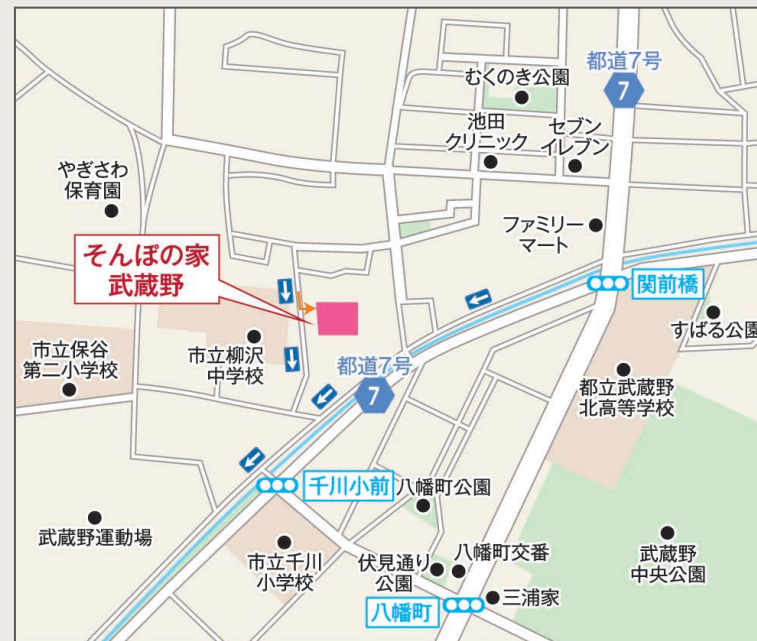 都道7号
7
むくのき公園
池田
クリニック
セブン
イレブン
やぎさわ
保育園
ファミリー
マート
そんぽの家
武蔵野
関前橋
すばる公園
市立保谷
第二小学校
市立柳沢
中学校
都道7号
7
都立武蔵野
北高等学校
千川小前
八幡町公園
武蔵野運動場
市立千川
小学校
伏見通り
公園
八幡町交番
武蔵野
中央公園
八幡町
三浦家